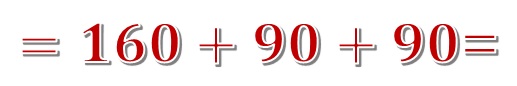 = 160 + 90 + 90=